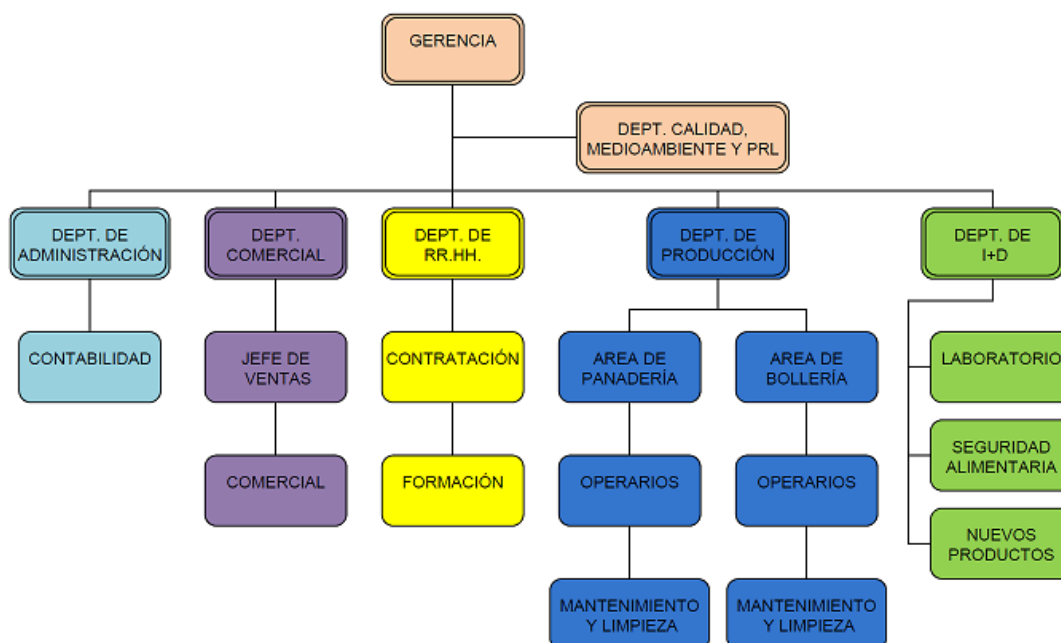 GERENCIA
DEPT. CALIDAD,
MEDIOAMBIENTE Y PRL
DEPT. DE
ADMINISTRACIÓN
DEPT.
COMERCIAL
DEPT. DE
RR.HH.
DEPT. DE
PRODUCCIÓN
DEPT. DE
I+D
CONTABILIDAD
JEFE DE
VENTAS
CONTRATACIÓN
AREA DE
PANADERÍA
AREA DE
BOLLERÍA
LABORATORIO
COMERCIAL
FORMACIÓN
OPERARIOS
OPERARIOS
SEGURIDAD
ALIMENTARIA
NUEVOS
PRODUCTOS
MANTENIMIENTO
Y LIMPIEZA
MANTENIMIENTO
Y LIMPIEZA